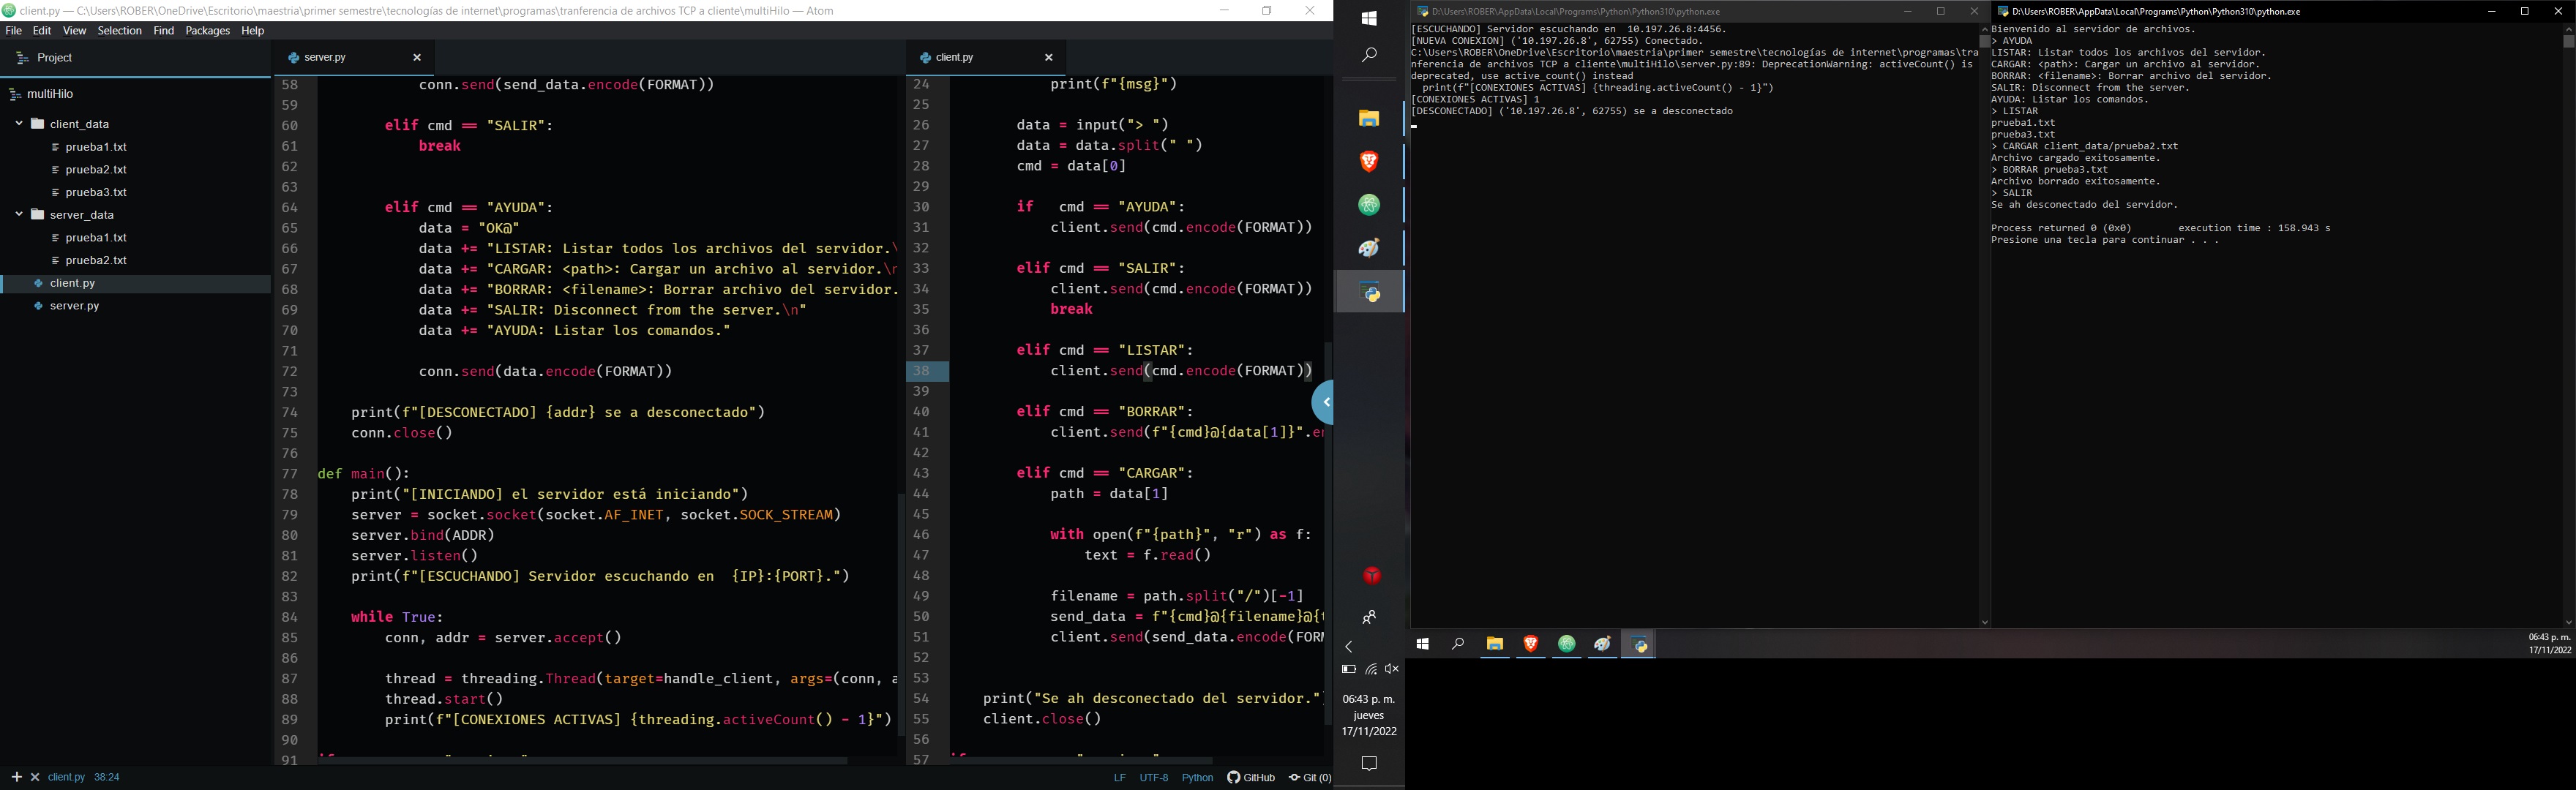 client.py — C:\Users\ROBER\OneDrive\Escritorio\maestria\primer semestre\tecnologías de internet\programas\tranferencia de archivos TCP a cliente\multiHilo — Atom
File Edit View Selection Find Packages Help
Project
multiHilo
client_data
prueba1.txt
prueba2.txt
prueba3.txt
server_data
prueba1.txt
prueba2.txt
client.py
server.py
server.py
58 conn.send(send_data.encode(FORMAT))
59
60 elif cmd == "SALIR":
61 break
62
63
64 elif cmd == "AYUDA":
65 data = "OK@"
66 data += "LISTAR: Listar todos los archivos del servidor.\
67 data += "CARGAR: <path>: Cargar un archivo al servidor.\n
68 data += "BORRAR: <filename>: Borrar archivo del servidor.
69 data += "SALIR: Disconnect from the server.\n"
70 data += "AYUDA: Listar los comandos."
71
72 conn.send(data.encode(FORMAT))
73
74 print(f"[DESCONECTADO] {addr} se a desconectado")
75 conn.close()
76
77 def main():
78 print("[INICIANDO] el servidor está iniciando")
79 server = socket.socket(socket.AF_INET, socket.SOCK_STREAM)
80 server.bind(ADDR)
81 server.listen()
82 print(f"[ESCUCHANDO] Servidor escuchando en  {IP}:{PORT}.")
83
84 while True:
85 conn, addr = server.accept()
86
87 thread = threading.Thread(target=handle_client, args=(conn, a
88 thread.start()
89 print(f"[CONEXIONES ACTIVAS] {threading.activeCount() - 1}")
90
91
client.py
24 print(f"{msg}")
25
26 data = input("> ")
27 data = data.split(" ")
28 cmd = data[0]
29
30 if   cmd == "AYUDA":
31 client.send(cmd.encode(FORMAT))
32
33 elif cmd == "SALIR":
34 client.send(cmd.encode(FORMAT))
35 break
36
37 elif cmd == "LISTAR":
38 client.send(cmd.encode(FORMAT))
39
40 elif cmd == "BORRAR":
41 client.send(f"{cmd}@{data[1]}".en
42
43 elif cmd == "CARGAR":
44 path = data[1]
45
46 with open(f"{path}", "r") as f:
47 text = f.read()
48
49 filename = path.split("/")[-1]
50 send_data = f"{cmd}@{filename}@{t
51 client.send(send_data.encode(FORM
52
53
54 print("Se ah desconectado del servidor.")
55 client.close()
56
57
client.py 38:24
LF UTF-8 Python GitHub Git (0)
06:43 p. m.
jueves
17/11/2022
D:\Users\ROBER\AppData\Local\Programs\Python\Python310\python.exe
[ESCUCHANDO] Servidor escuchando en  10.197.26.8:4456.
[NUEVA CONEXION] ('10.197.26.8', 62755) Conectado.
C:\Users\ROBER\OneDrive\Escritorio\maestria\primer semestre\tecnologías de internet\programas\tra
nferencia de archivos TCP a cliente\multiHilo\server.py:89: DeprecationWarning: activeCount() is
deprecated, use active_count() instead
print(f"[CONEXIONES ACTIVAS] {threading.activeCount() - 1}")
[CONEXIONES ACTIVAS] 1
[DESCONECTADO] ('10.197.26.8', 62755) se a desconectado
D:\Users\ROBER\AppData\Local\Programs\Python\Python310\python.exe
Bienvenido al servidor de archivos.
> AYUDA
LISTAR: Listar todos los archivos del servidor.
CARGAR: <path>: Cargar un archivo al servidor.
BORRAR: <filename>: Borrar archivo del servidor.
SALIR: Disconnect from the server.
AYUDA: Listar los comandos.
> LISTAR
prueba1.txt
prueba3.txt
> CARGAR client_data/prueba2.txt
Archivo cargado exitosamente.
> BORRAR prueba3.txt
Archivo borrado exitosamente.
> SALIR
Se ah desconectado del servidor.
Process returned 0 (0x0)        execution time : 158.943 s
Presione una tecla para continuar . . .
06:43 p. m.
17/11/2022